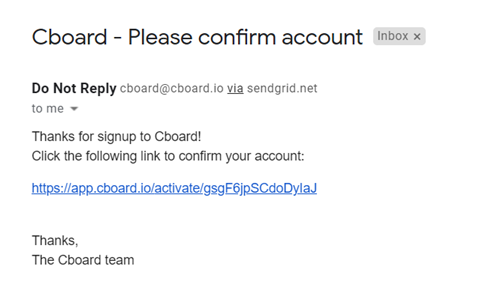 Cboard - Please confirm account Inbox ×
Do Not Reply cboard@cboard.io via sendgrid.net
to me
Thanks for signup to Cboard!
Click the following link to confirm your account:
https://app.cboard.io/activate/gsgF6jpSCdoDyIaJ
Thanks,
The Cboard team